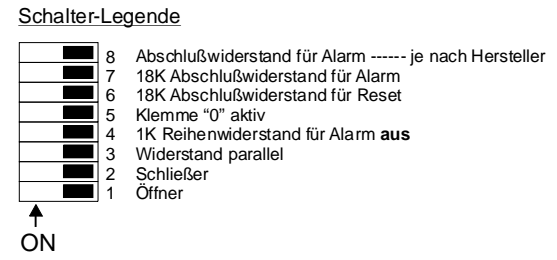 Schalter-Legende
8 Abschlußwiderstand für Alarm ------ je nach Hersteller
7 18K Abschlußwiderstand für Alarm
6 18K Abschlußwiderstand für Reset
5 Klemme “0” aktiv
4 1K Reihenwiderstand für Alarm aus
3 Widerstand parallel
2 Schließer
1 Öffner
ON